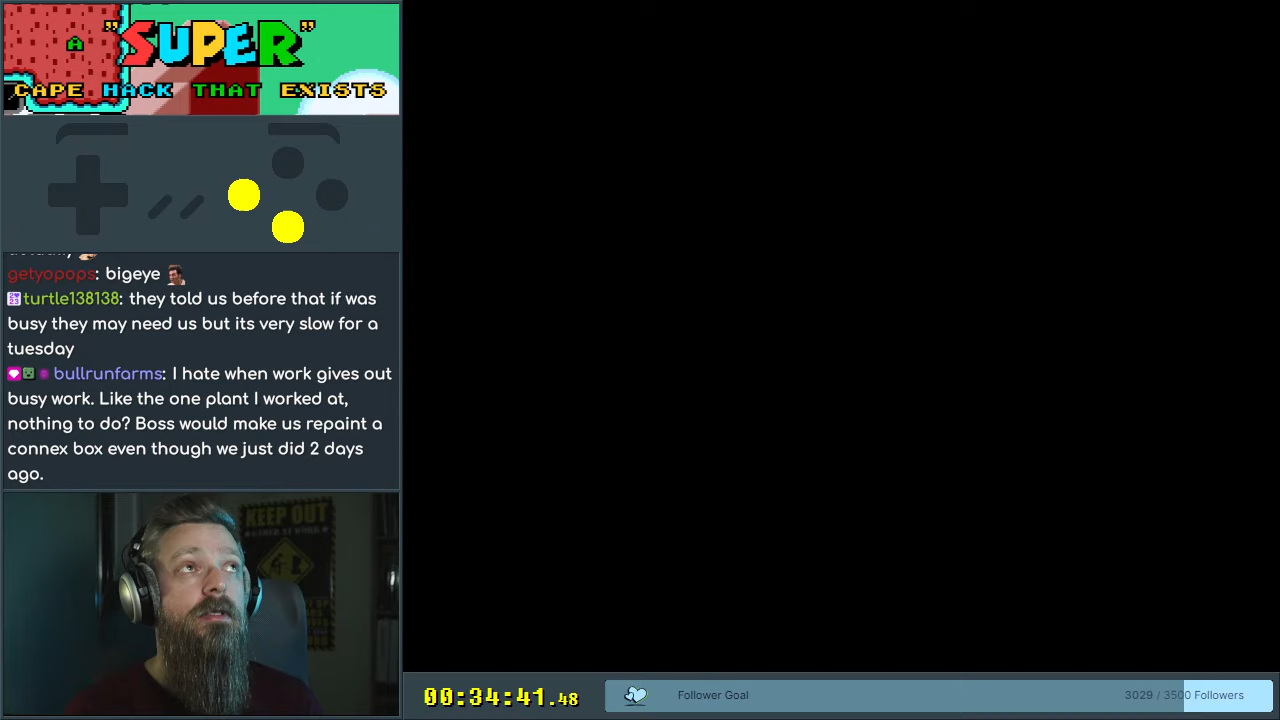 A "SUPER"
CAPE HACK THAT EXISTS
getyopops: bigeye
turtle138138: they told us before that if was
busy they may need us but its very slow for a
tuesday
bullrunfarms: I hate when work gives out
busy work. Like the one plant I worked at,
nothing to do? Boss would make us repaint a
connex box even though we just did 2 days
ago.
KEEP OUT
00:34:41.48
Follower Goal
3029 / 3500 Followers